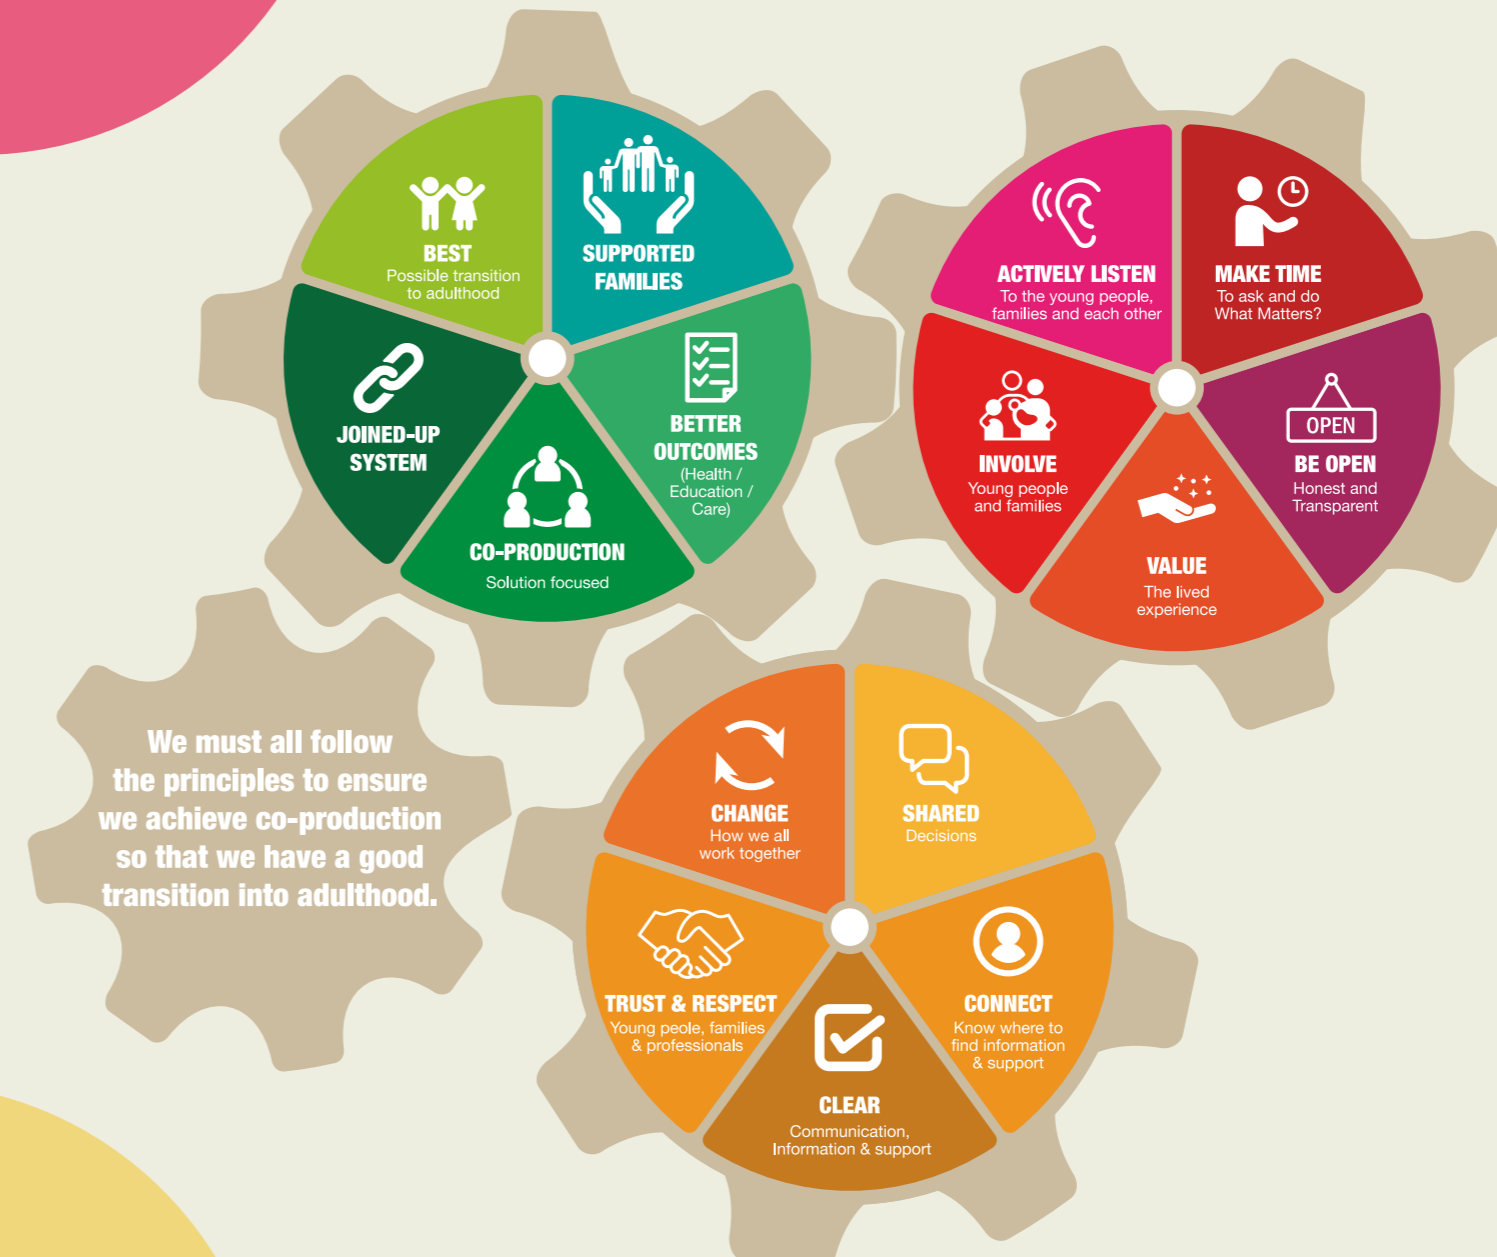 BEST
Possible transition
to adulthood
SUPPORTED
FAMILIES
BETTER
OUTCOMES
(Health /
Education /
Care)
CO-PRODUCTION
Solution focused
JOINED-UP
SYSTEM
ACTIVELY LISTEN
To the young people,
families and each other
MAKE TIME
To ask and do
What Matters?
BE OPEN
OPEN
Honest and
Transparent
VALUE
The lived
experience
INVOLVE
Young people
and families
We must all follow
the principles to ensure
we achieve co-production
so that we have a good
transition into adulthood.
CHANGE
How we all
work together
SHARED
Decisions
CONNECT
Know where to
find information
& support
CLEAR
Communication,
Information & support
TRUST & RESPECT
Young peole, families
& professionals